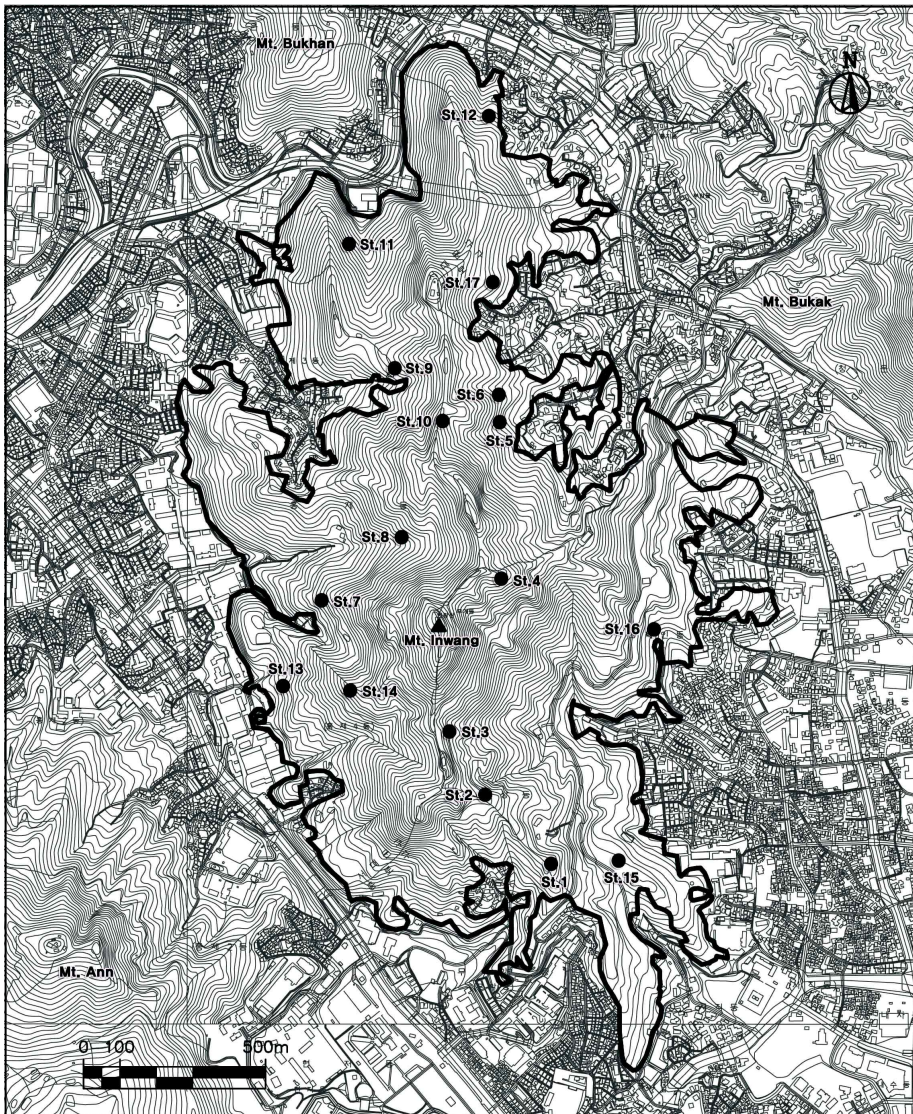 Mt. Bukhan
N
St.12
St.11
St.17
Mt. Bukak
St.9
St.6
St.10
St.5
St.8
St.4
St.7
Mt. Inwang
St.16
St.13
St.14
St.3
St.2
St.1
St.15
Mt. Ann
0 100 500m